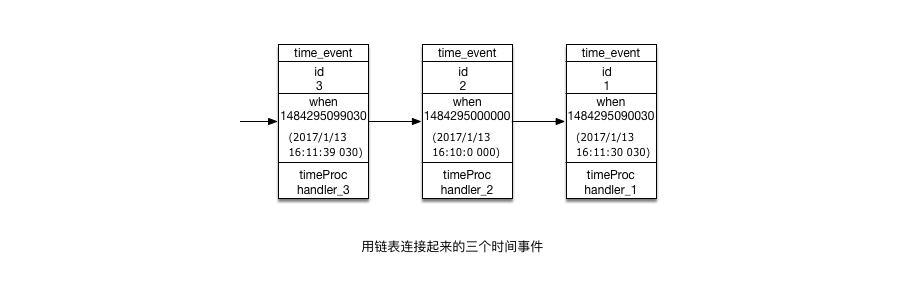 time_event
id
3
when
1484295099030
(2017/1/13
16:11:39 030)
timeProc
handler_3
time_event
id
2
when
1484295000000
(2017/1/13
16:10:0 000)
timeProc
handler_2
time_event
id
1
when
1484295090030
(2017/1/13
16:11:30 030)
timeProc
handler_1
用链表连接起来的三个时间事件